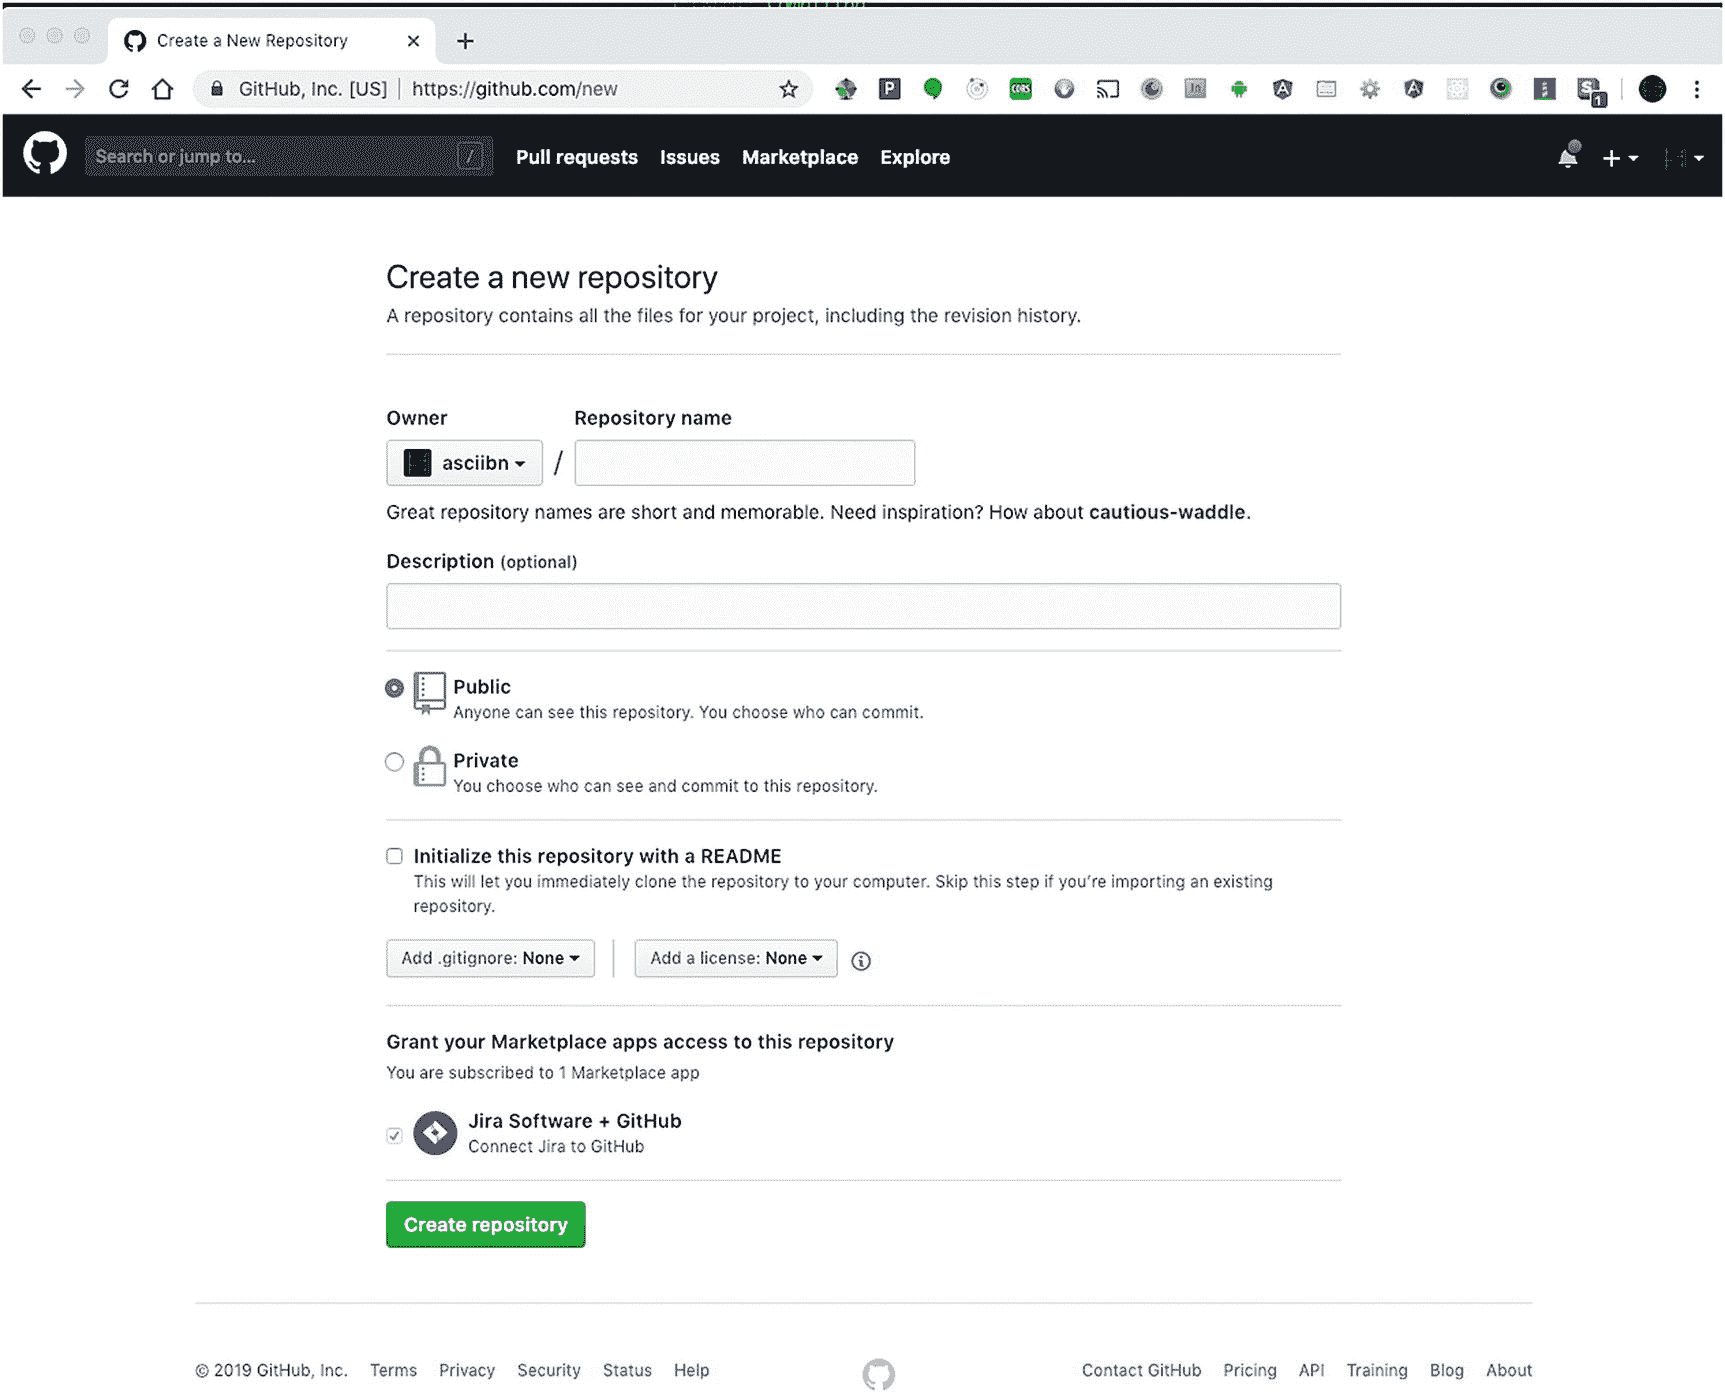 Create a New Repository
GitHub, Inc. [US] | https://github.com/new
P
CORS
1
Search or jump to... /
Pull requests Issues Marketplace Explore
Create a new repository
A repository contains all the files for your project, including the revision history.
Owner Repository name
asciibn /
Great repository names are short and memorable. Need inspiration? How about cautious-waddle.
Description (optional)
Public
Anyone can see this repository. You choose who can commit.
Private
You choose who can see and commit to this repository.
Initialize this repository with a README
This will let you immediately clone the repository to your computer. Skip this step if you’re importing an existing
repository.
Add .gitignore: None Add a license: None
Grant your Marketplace apps access to this repository
You are subscribed to 1 Marketplace app
Jira Software + GitHub
Connect Jira to GitHub
Create repository
© 2019 GitHub, Inc. Terms Privacy Security Status Help Contact GitHub Pricing API Training Blog About